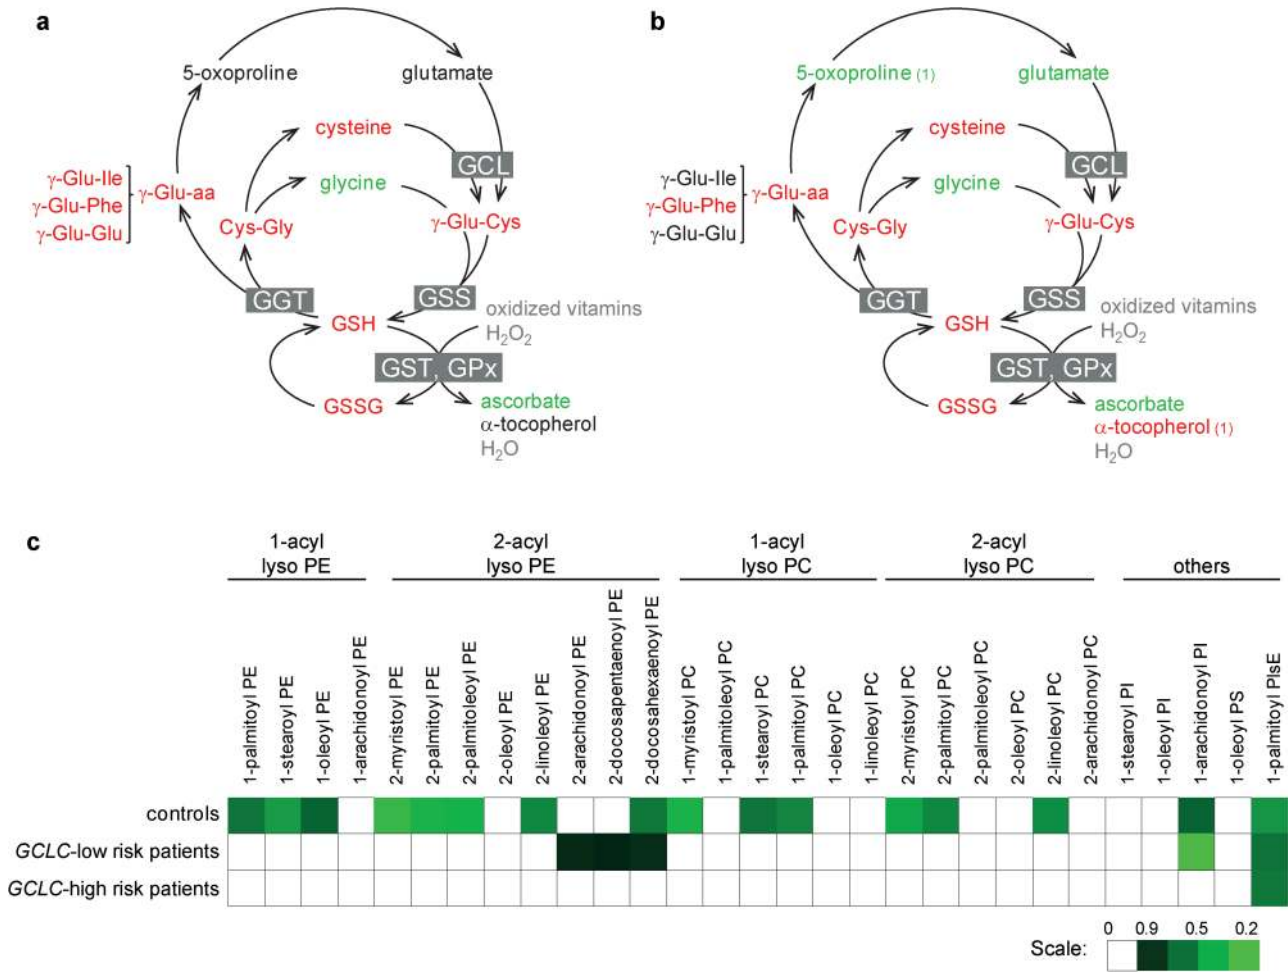 a
5-oxoproline
glutamate
cysteine
GCL
γ-Glu-Ile
γ-Glu-Phe
γ-Glu-Glu
γ-Glu-aa
glycine
Cys-Gly
γ-Glu-Cys
GGT
GSS
GSH
oxidized vitamins
H₂O₂
GST, GPx
GSSG
ascorbate
α-tocopherol
H₂O
b
5-oxoproline (1)
glutamate
cysteine
GCL
γ-Glu-Ile
γ-Glu-Phe
γ-Glu-Glu
γ-Glu-aa
glycine
Cys-Gly
γ-Glu-Cys
GGT
GSS
GSH
oxidized vitamins
H₂O₂
GST, GPx
GSSG
ascorbate
α-tocopherol (1)
H₂O
c
1-acyl
lyso PE
2-acyl
lyso PE
1-acyl
lyso PC
2-acyl
lyso PC
others
1-palmitoyl PE
1-stearoyl PE
1-oleoyl PE
1-arachidonoyl PE
2-myristoyl PE
2-palmitoyl PE
2-palmitoleoyl PE
2-oleoyl PE
2-linoleoyl PE
2-arachidonoyl PE
2-docosapentaenoyl PE
2-docosahexaenoyl PE
1-myristoyl PC
1-palmitoleoyl PC
1-stearoyl PC
1-palmitoyl PC
1-oleoyl PC
1-linoleoyl PC
2-myristoyl PC
2-palmitoyl PC
2-palmitoleoyl PC
2-oleoyl PC
2-linoleoyl PC
2-arachidonoyl PC
1-stearoyl PI
1-oleoyl PI
1-arachidonoyl PI
1-oleoyl PS
1-palmitoyl PlsE
controls
GCLC-low risk patients
GCLC-high risk patients
Scale:
0 0.9 0.5 0.2